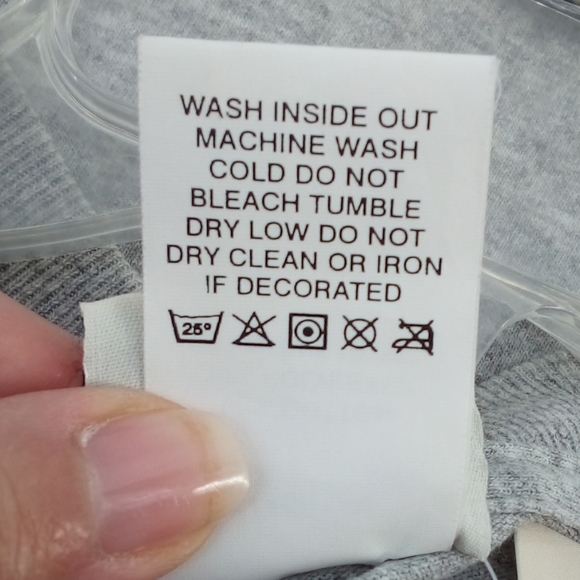 WASH INSIDE OUT
MACHINE WASH
COLD DO NOT
BLEACH TUMBLE
DRY LOW DO NOT
DRY CLEAN OR IRON
IF DECORATED
25°